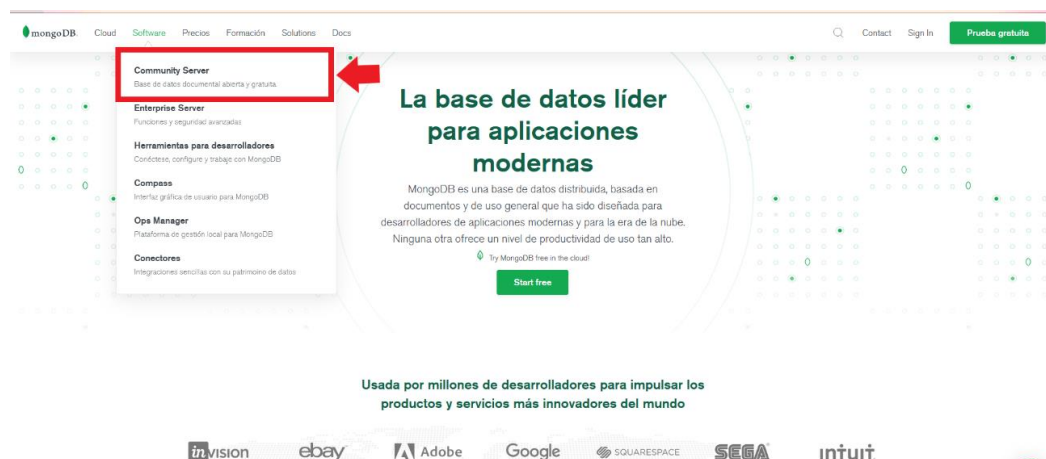 mongoDB. Cloud Software Precios Formación Solutions Docs Contact Sign In Prueba gratuita
Community Server
Base de datos documental abierta y gratuita.
Enterprise Server
Funciones y seguridad avanzadas
Herramientas para desarrolladores
Conéctese, configure y trabaje con MongoDB
Compass
Interfaz gráfica de usuario para MongoDB
Ops Manager
Plataforma de gestión local para MongoDB
Conectores
Integraciones sencillas con su patrimonio de datos
La base de datos líder
para aplicaciones
modernas
MongoDB es una base de datos distribuida, basada en
documentos y de uso general que ha sido diseñada para
desarrolladores de aplicaciones modernas y para la era de la nube.
Ninguna otra ofrece un nivel de productividad de uso tan alto.
Try MongoDB free in the cloud!
Start free
Usada por millones de desarrolladores para impulsar los
productos y servicios más innovadores del mundo
invision ebay Adobe Google SQUARESPACE SEGA intuit